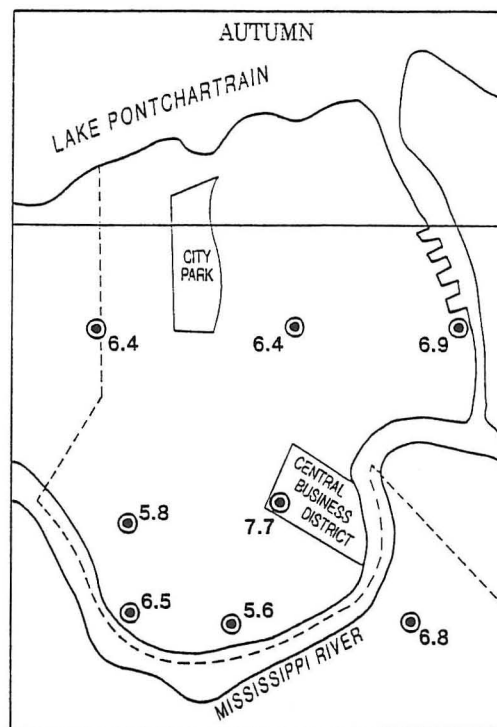 AUTUMN
LAKE PONTCHARTRAIN
CITY
PARK
6.4
6.4
6.9
CENTRAL
BUSINESS
DISTRICT
5.8
7.7
6.5
5.6
6.8
MISSISSIPPI RIVER